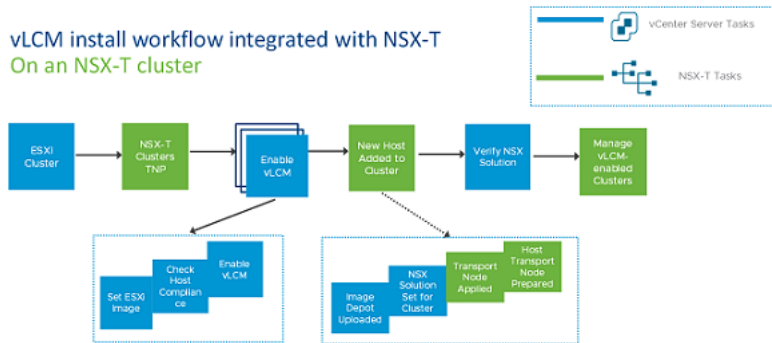 vLCM install workflow integrated with NSX-T
On an NSX-T cluster
vCenter Server Tasks
NSX-T Tasks
ESXI
Cluster
NSX-T
Clusters
TNP
Enable
vLCM
New Host
Added to
Cluster
Verify NSX
Solution
Manage
vLCM-
enabled
Clusters
Set ESXI
Image
Check
Host
Complian
ce
Enable
vLCM
Image
Depot
Uploaded
NSX
Solution
Set for
Cluster
Transport
Node
Applied
Host
Transport
Node
Prepared